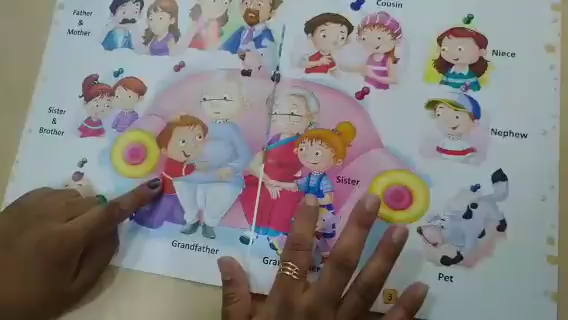 Father
&
Mother
Cousin
Niece
Sister
&
Brother
Nephew
Sister
Grandfather
Pet
3